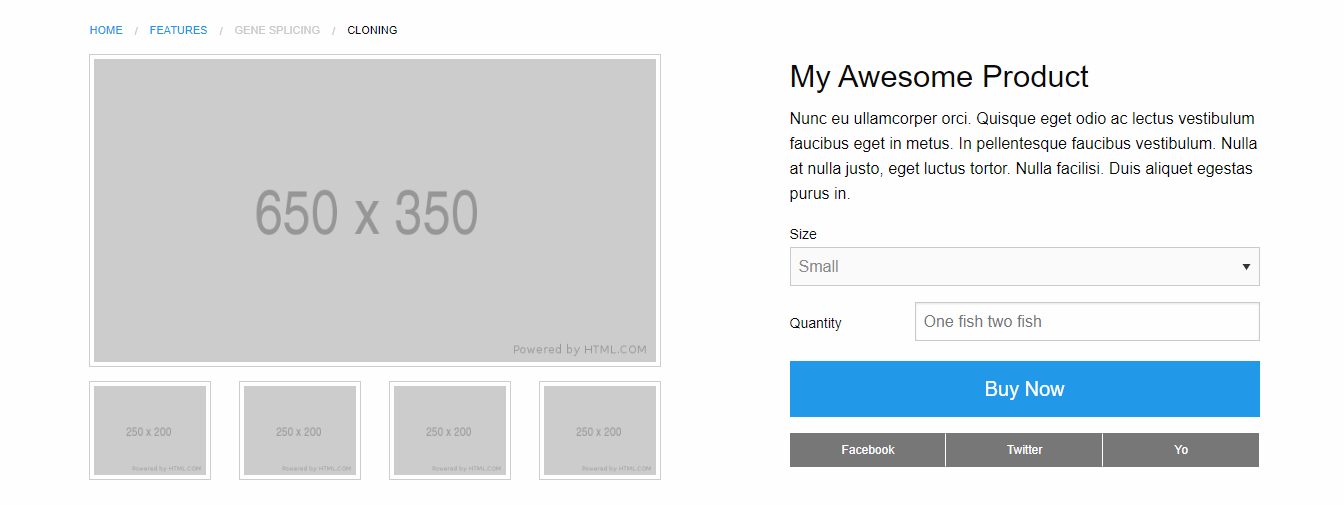 HOME / FEATURES / GENE SPLICING / CLONING
650 x 350
Powered by HTML.COM
250 x 200
Powered by HTML.COM
250 x 200
Powered by HTML.COM
250 x 200
Powered by HTML.COM
250 x 200
Powered by HTML.COM
My Awesome Product
Nunc eu ullamcorper orci. Quisque eget odio ac lectus vestibulum
faucibus eget in metus. In pellentesque faucibus vestibulum. Nulla
at nulla justo, eget luctus tortor. Nulla facilisi. Duis aliquet egestas
purus in.
Size
Small
Quantity
One fish two fish
Buy Now
Facebook
Twitter
Yo